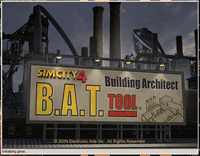 SIMCITY 4
Building Architect
B.A.T. TOOL
© 2004 Electronic Arts Inc. All Rights Reserved.
Initializing gmax.